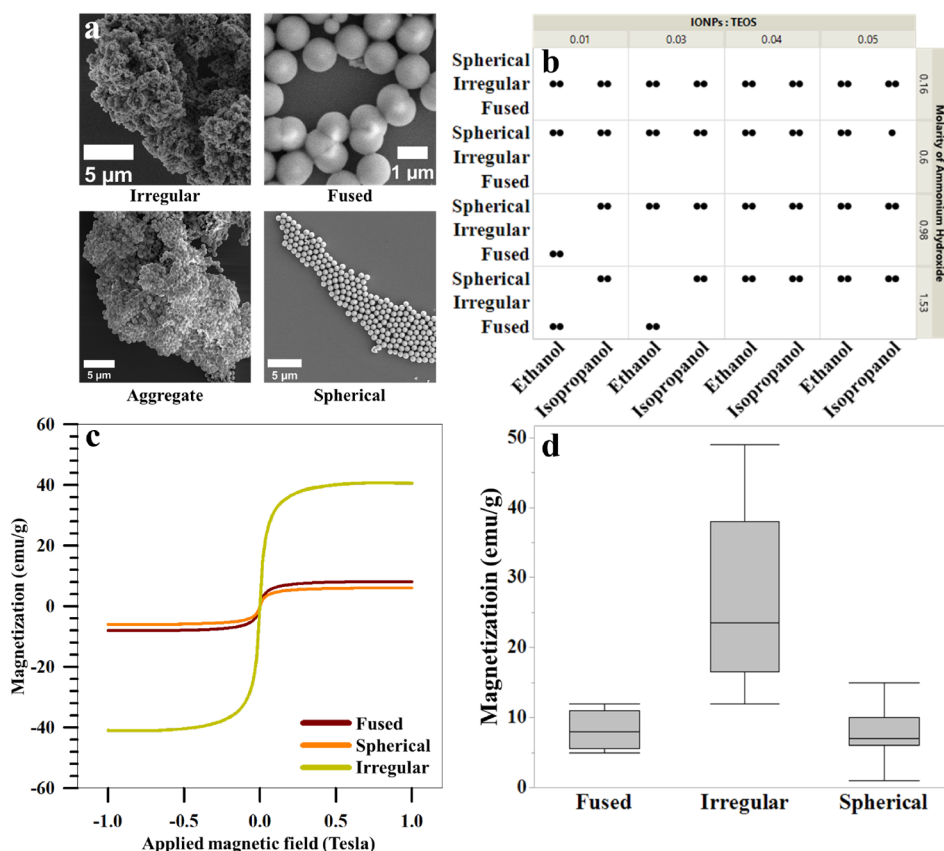 a
5 µm
1 µm
Irregular
Fused
5 µm
5 µm
Aggregate
Spherical
b
IONPs : TEOS
0.01
0.03
0.04
0.05
Spherical
Irregular
Fused
0.16
Spherical
Irregular
Fused
0.6
Spherical
Irregular
Fused
0.98
Spherical
Irregular
Fused
1.53
Molarity of Ammonium Hydroxide
Ethanol
Isopropanol
Ethanol
Isopropanol
Ethanol
Isopropanol
Ethanol
Isopropanol
c
Magnetization (emu/g)
60
40
20
0
-20
-40
-60
Fused
Spherical
Irregular
-1.0
-0.5
0.0
0.5
1.0
Applied magnetic field (Tesla)
d
Magnetizatioin (emu/g)
50
40
30
20
10
0
Fused
Irregular
Spherical